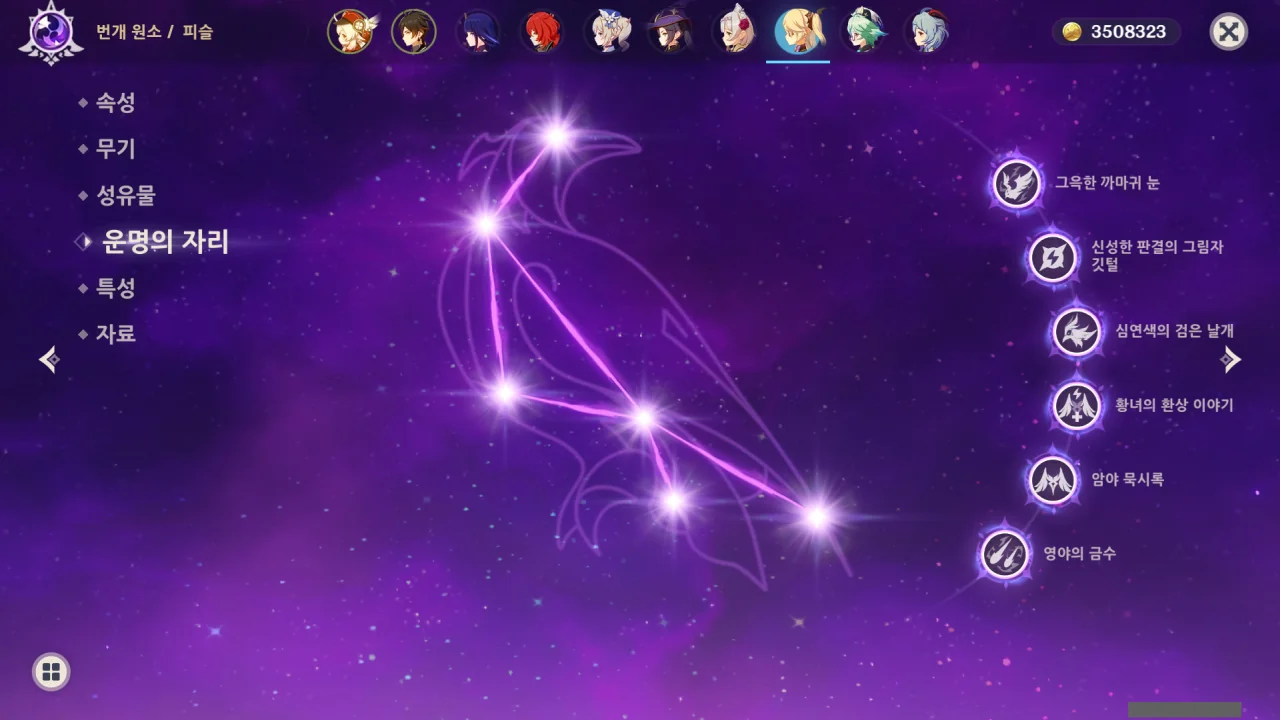 번개 원소 / 피슬
3508323
속성
무기
성유물
운명의 자리
특성
자료
그윽한 까마귀 눈
신성한 판결의 그림자
깃털
심연색의 검은 날개
황녀의 환상 이야기
암야 묵시록
영야의 금수